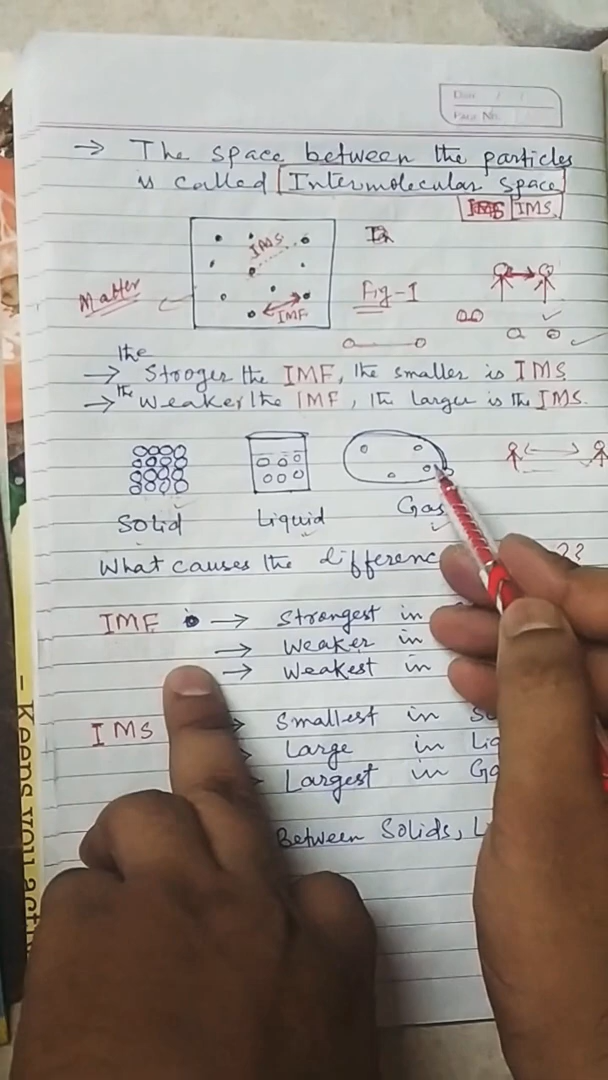 Date / /
Page No.
→ The space between the particles
is called Intermolecular Space
IMS IMS
IMS
Matter
IMF
Fig-1
the
→ Stroger the IMF, the smaller is IMS
→ the Weaker the IMF, the larger is the IMS.
Solid Liquid Gas
What causes the differenc ??
IMF → Strongest in
→ Weaker in
→ Weakest in
IMS → Smallest in So
Large in Liq
Largest in Ga
Between Solids, L
- Keeps you activ